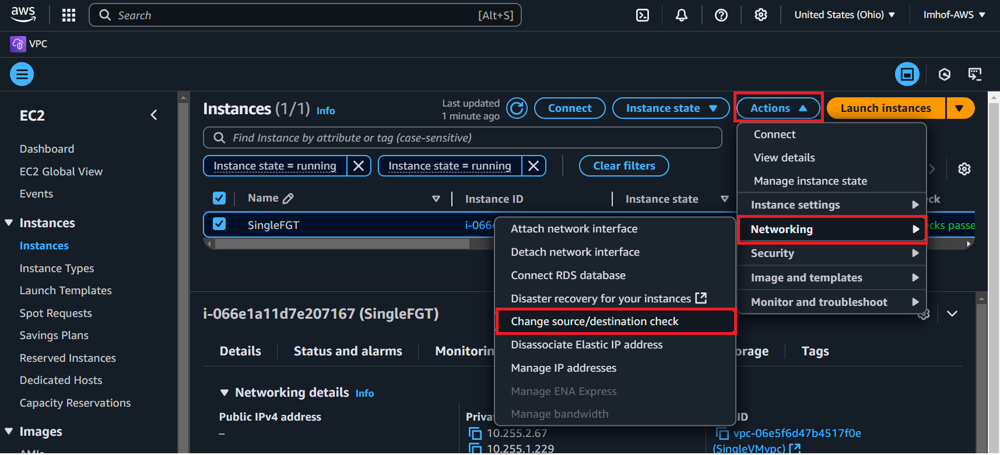 aws
Search [Alt+S]
United States (Ohio)
Imhof-AWS
VPC
EC2
Dashboard
EC2 Global View
Events
Instances
Instances
Instance Types
Launch Templates
Spot Requests
Savings Plans
Reserved Instances
Dedicated Hosts
Capacity Reservations
Images
AMIs
Instances (1/1) Info
Last updated
1 minute ago
Connect
Instance state
Actions
Launch instances
Find Instance by attribute or tag (case-sensitive)
Instance state = running
Instance state = running
Clear filters
Name
Instance ID
Instance state
ck
SingleFGT
i-066
cks passe
Connect
View details
Manage instance state
Instance settings
Networking
Security
Image and templates
Monitor and troubleshoot
Attach network interface
Detach network interface
Connect RDS database
Disaster recovery for your instances
Change source/destination check
Disassociate Elastic IP address
Manage IP addresses
Manage ENA Express
Manage bandwidth
i-066e1a11d7e207167 (SingleFGT)
Details
Status and alarms
Monitorin
orage
Tags
Networking details Info
Public IPv4 address
–
Priva
10.255.2.67
10.255.1.229
ID
vpc-06e5f6d47b4517f0e
(SingleVMvpc)